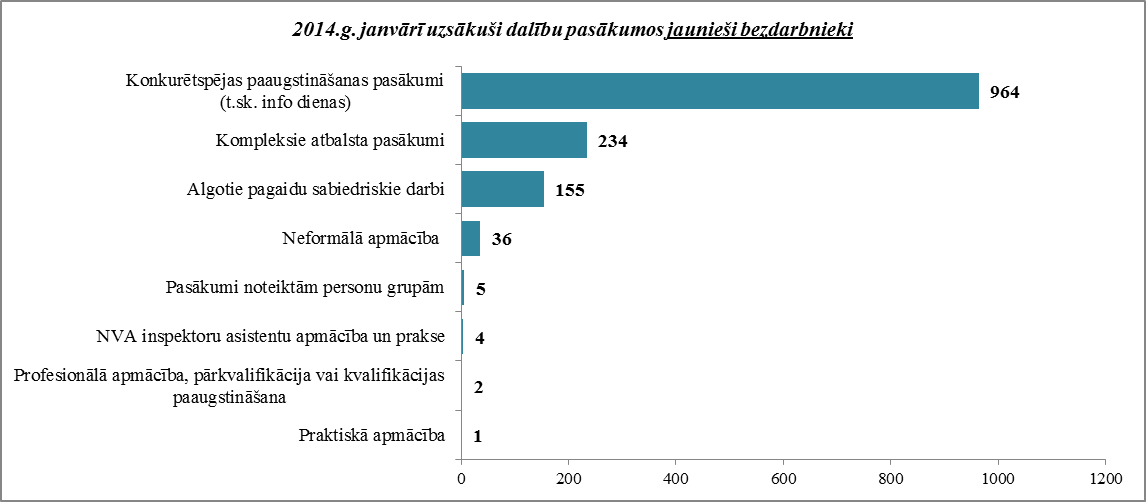 2014.g. janvārī uzsākuši dalību pasākumos jaunieši bezdarbnieki
Konkurētspējas paaugstināšanas pasākumi
(t.sk. info dienas)
964
Kompleksie atbalsta pasākumi
234
Algotie pagaidu sabiedriskie darbi
155
Neformālā apmācība
36
Pasākumi noteiktām personu grupām
5
NVA inspektoru asistentu apmācība un prakse
4
Profesionālā apmācība, pārkvalifikācija vai kvalifikācijas
paaugstināšana
2
Praktiskā apmācība
1
0 200 400 600 800 1000 1200